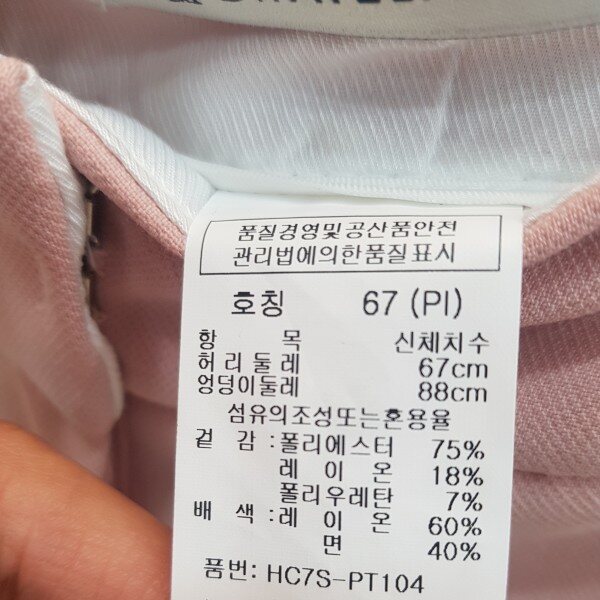 품질경영및공산품안전
관리법에의한품질표시
호칭 67 (PI)
항 목 신체치수
허리둘레 67cm
엉덩이둘레 88cm
섬유의조성또는혼용율
겉 감 : 폴리에스터 75%
레 이 온 18%
폴리우레탄 7%
배 색 : 레 이 온 60%
면 40%
품번: HC7S-PT104